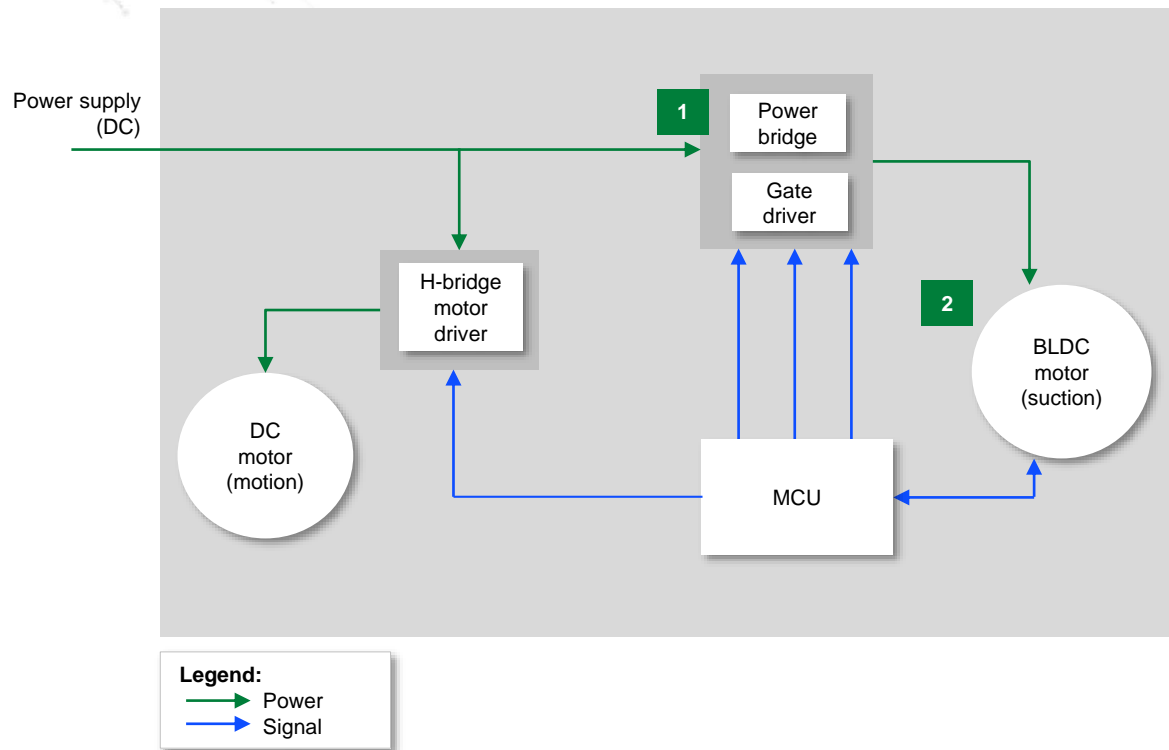 Power supply
(DC)
1
Power
bridge
Gate
driver
H-bridge
motor
driver
2
BLDC
motor
(suction)
DC
motor
(motion)
MCU
Legend:
Power
Signal